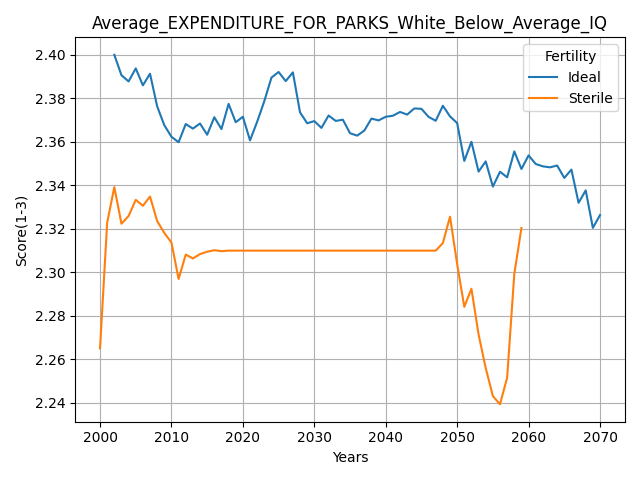 Average_EXPENDITURE_FOR_PARKS_White_Below_Average_IQ
Fertility
Ideal
Sterile
Score(1-3)
2.40
2.38
2.36
2.34
2.32
2.30
2.28
2.26
2.24
2000 2010 2020 2030 2040 2050 2060 2070
Years